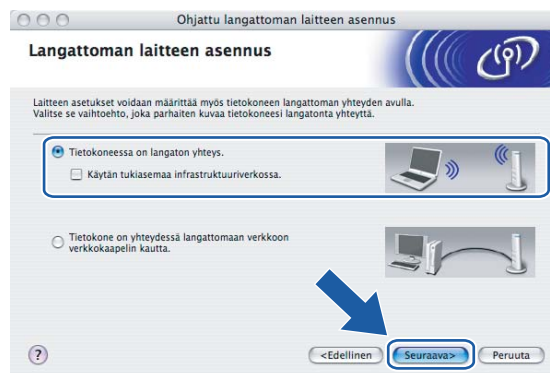 Ohjattu langattoman laitteen asennus
Langattoman laitteen asennus
Laitteen asetukset voidaan määrittää myös tietokoneen langattoman yhteyden avulla.
Valitse se vaihtoehto, joka parhaiten kuvaa tietokoneesi langatonta yhteyttä.
Tietokoneessa on langaton yhteys.
Käytän tukiasemaa infrastruktuuriverkossa.
Tietokone on yhteydessä langattomaan verkkoon
verkkokaapelin kautta.
?
<Edellinen
Seuraava>
Peruuta